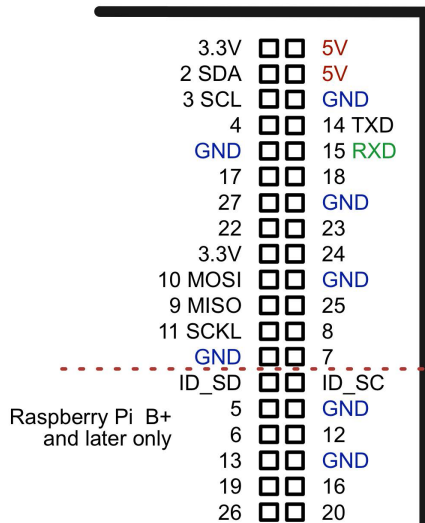 3.3V 5V
2 SDA 5V
3 SCL GND
4 14 TXD
GND 15 RXD
17 18
27 GND
22 23
3.3V 24
10 MOSI GND
9 MISO 25
11 SCKL 8
GND 7
ID_SD ID_SC
5 GND
Raspberry Pi B+
and later only
6 12
13 GND
19 16
26 20